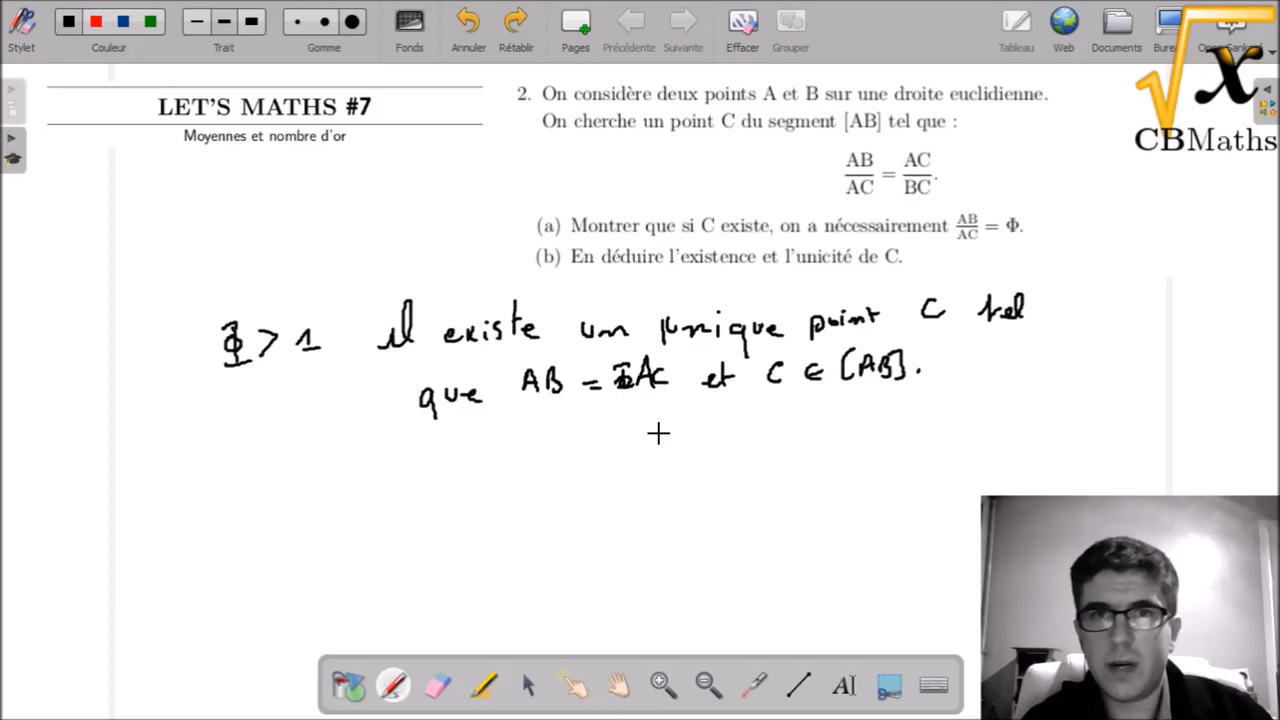 Stylet
Couleur
Trait
Gomme
Fonds
Annuler
Rétablir
Pages
Précédente
Suivante
Effacer
Grouper
Tableau
Web
Documents
LET'S MATHS #7
Moyennes et nombre d'or
CBMaths
2. On considère deux points A et B sur une droite euclidienne.
On cherche un point C du segment [AB] tel que :
AB/AC = AC/BC.
(a) Montrer que si C existe, on a nécessairement AB/AC = Φ.
(b) En déduire l'existence et l'unicité de C.
Φ > 1 il existe un unique point C tel
que AB = ΦAC et C ∈ [AB].